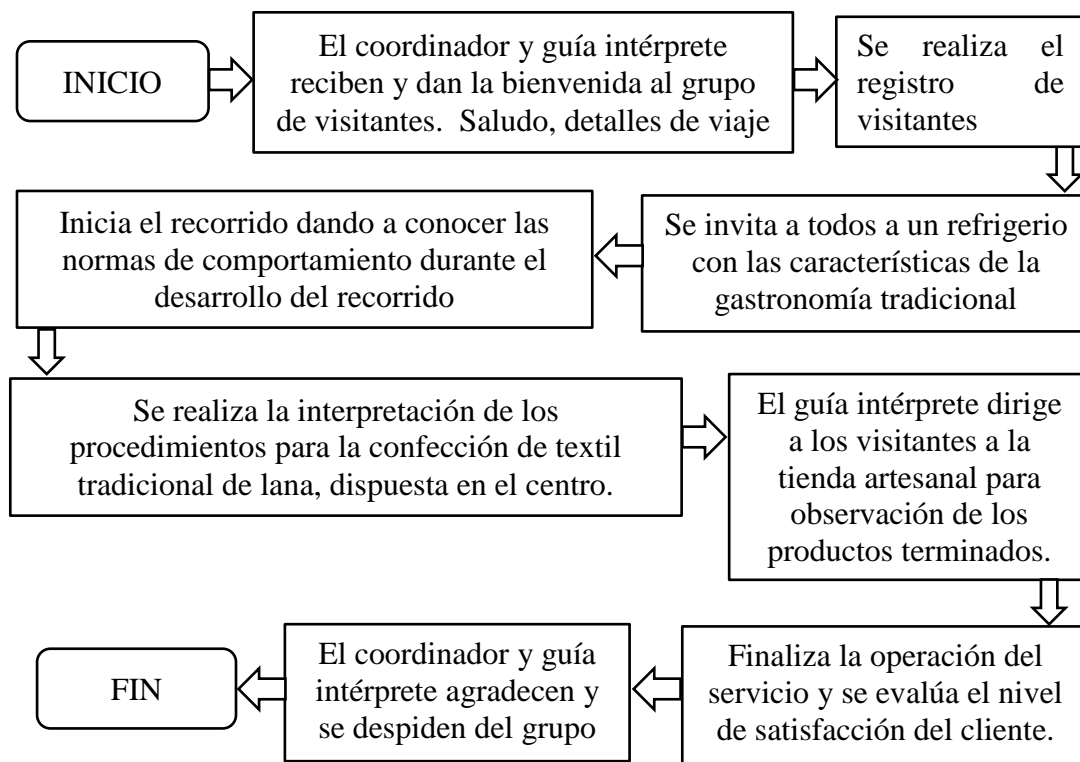 INICIO
El coordinador y guía intérprete
reciben y dan la bienvenida al grupo
de visitantes. Saludo, detalles de viaje
Se realiza el
registro de
visitantes
Se invita a todos a un refrigerio
con las características de la
gastronomía tradicional
Inicia el recorrido dando a conocer las
normas de comportamiento durante el
desarrollo del recorrido
Se realiza la interpretación de los
procedimientos para la confección de textil
tradicional de lana, dispuesta en el centro.
El guía intérprete dirige
a los visitantes a la
tienda artesanal para
observación de los
productos terminados.
Finaliza la operación del
servicio y se evalúa el nivel
de satisfacción del cliente.
El coordinador y guía
intérprete agradecen y
se despiden del grupo
FIN